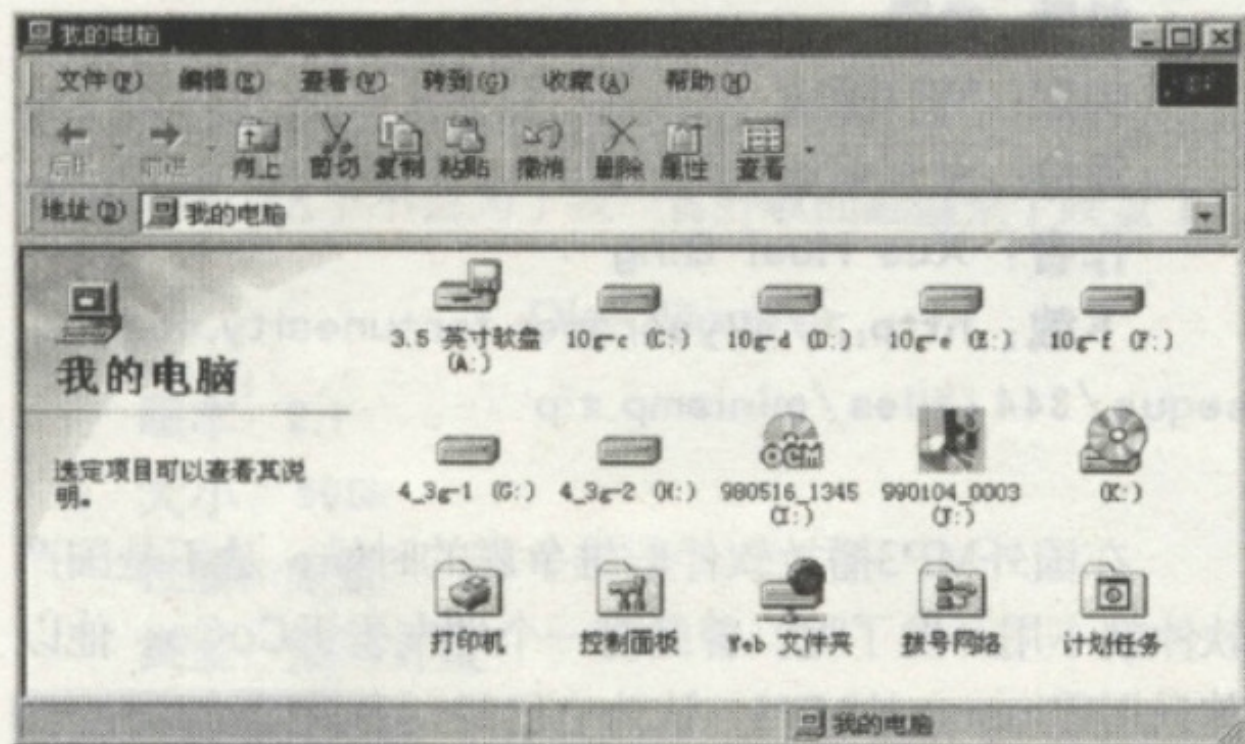 我的电脑
文件(F) 编辑(E) 查看(V) 转到(G) 收藏(A) 帮助(H)
后退 前进 向上 剪切 复制 粘贴 撤消 删除 属性 查看
地址(D) 我的电脑
我的电脑
选定项目可以查看其说
明。
3.5 英寸软盘
(A:)
10g-c (C:)
10g-d (D:)
10g-e (E:)
10g-f (F:)
4_3g-1 (G:)
4_3g-2 (H:)
980516_1345
(I:)
990104_0003
(J:)
(K:)
打印机
控制面板
Web 文件夹
拨号网络
计划任务
我的电脑